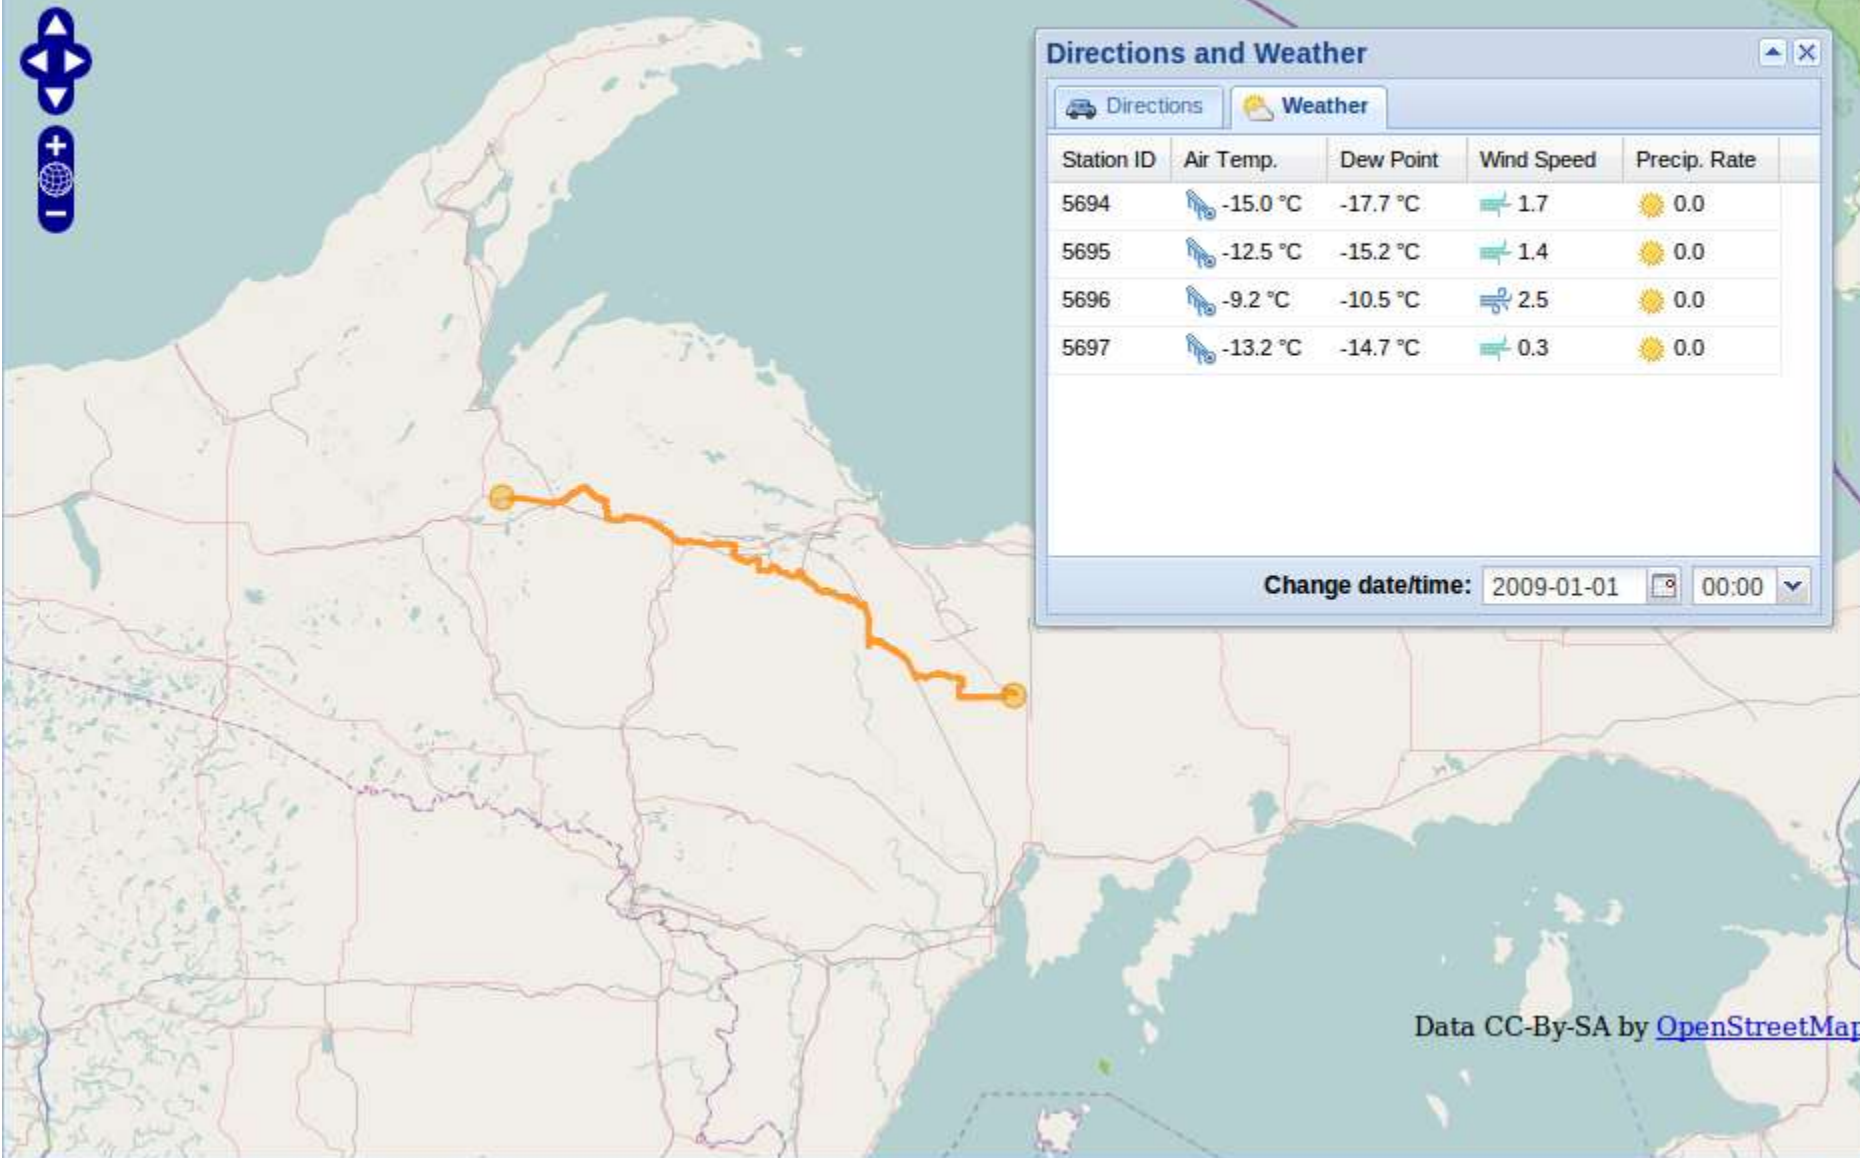 Directions and Weather
Directions Weather
Station ID Air Temp. Dew Point Wind Speed Precip. Rate
5694 -15.0 °C -17.7 °C 1.7 0.0
5695 -12.5 °C -15.2 °C 1.4 0.0
5696 -9.2 °C -10.5 °C 2.5 0.0
5697 -13.2 °C -14.7 °C 0.3 0.0
Change date/time: 2009-01-01 00:00
Data CC-By-SA by OpenStreetMap